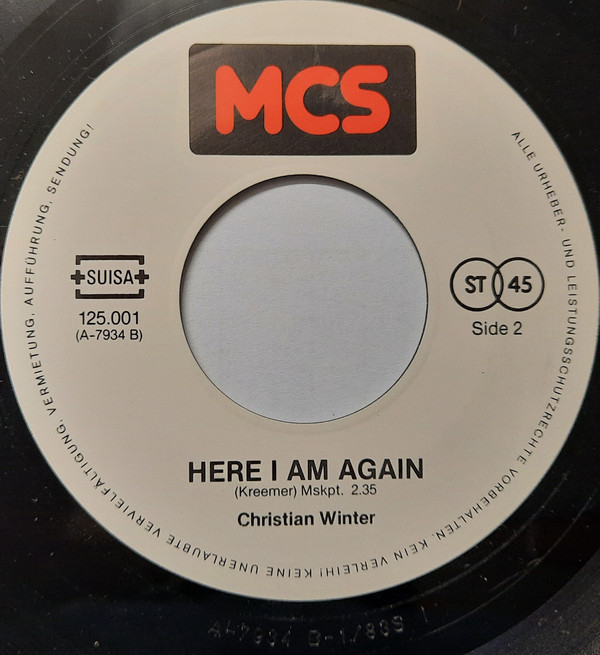 MCS
ALLE URHEBER- UND LEISTUNGSSCHUTZRECHTE VORBEHALTEN. KEIN VERLEIH! KEINE UNERLAUBTE VERVIELFÄLTIGUNG, VERMIETUNG, AUFFÜHRUNG, SENDUNG!
SUISA
125.001
(A-7934 B)
ST 45
Side 2
HERE I AM AGAIN
(Kreemer) Mskpt. 2.35
Christian Winter